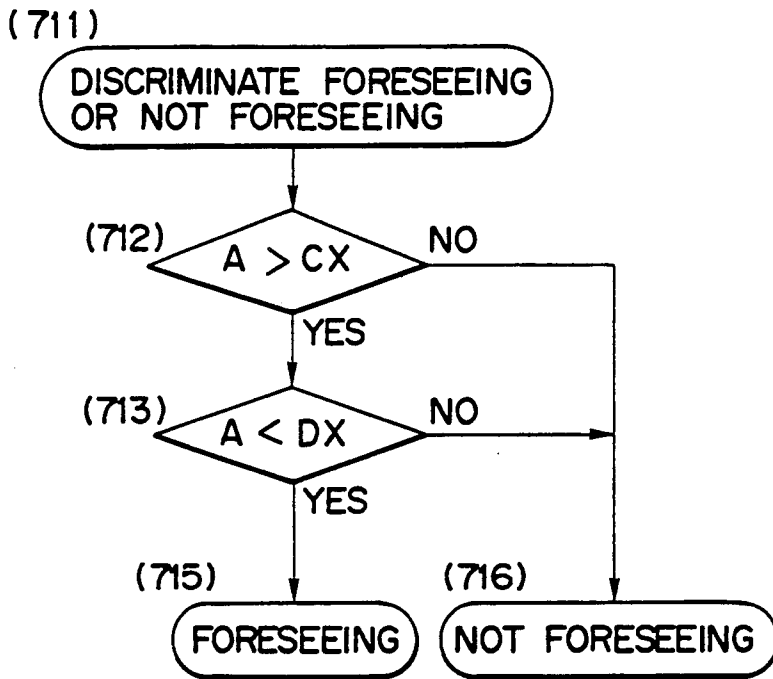 (711)
DISCRIMINATE FORESEEING
OR NOT FORESEEING
(712)
A > CX
NO
YES
(713)
A < DX
NO
YES
(715)
FORESEEING
(716)
NOT FORESEEING